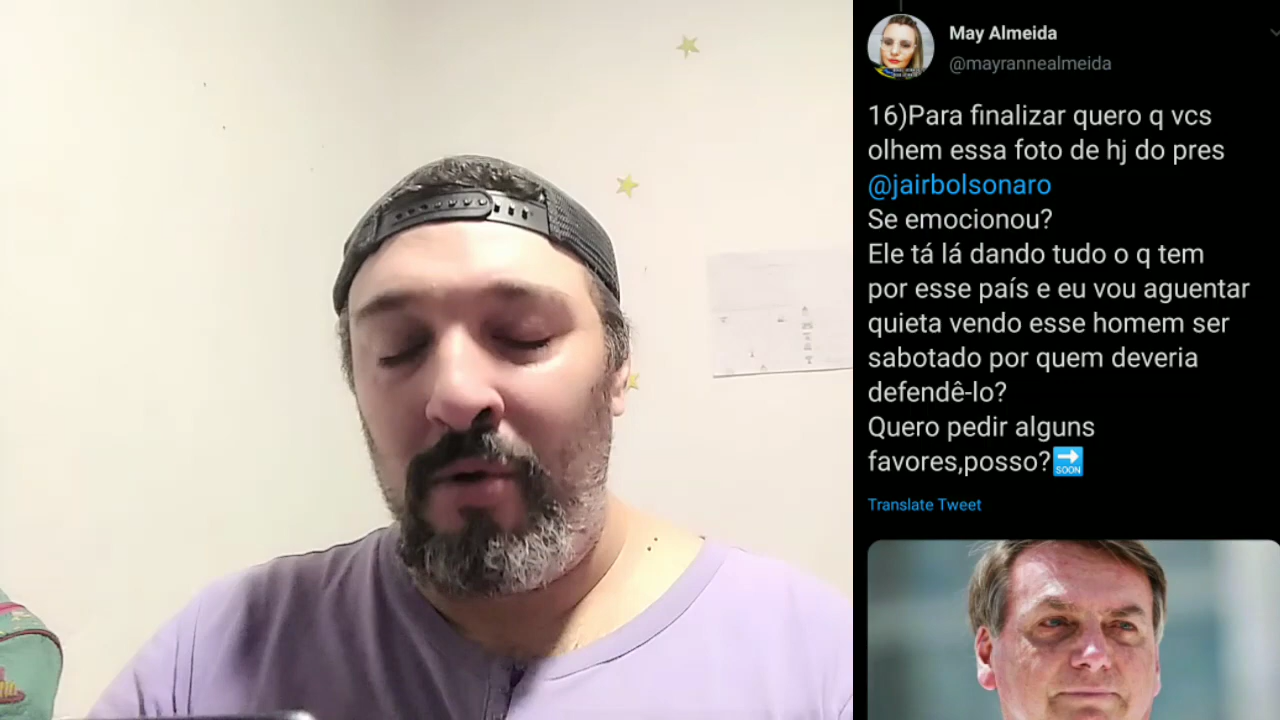 May Almeida
@mayrannealmeida
16)Para finalizar quero q vcs
olhem essa foto de hj do pres
@jairbolsonaro
Se emocionou?
Ele tá lá dando tudo o q tem
por esse país e eu vou aguentar
quieta vendo esse homem ser
sabotado por quem deveria
defendê-lo?
Quero pedir alguns
favores,posso?
SOON
Translate Tweet